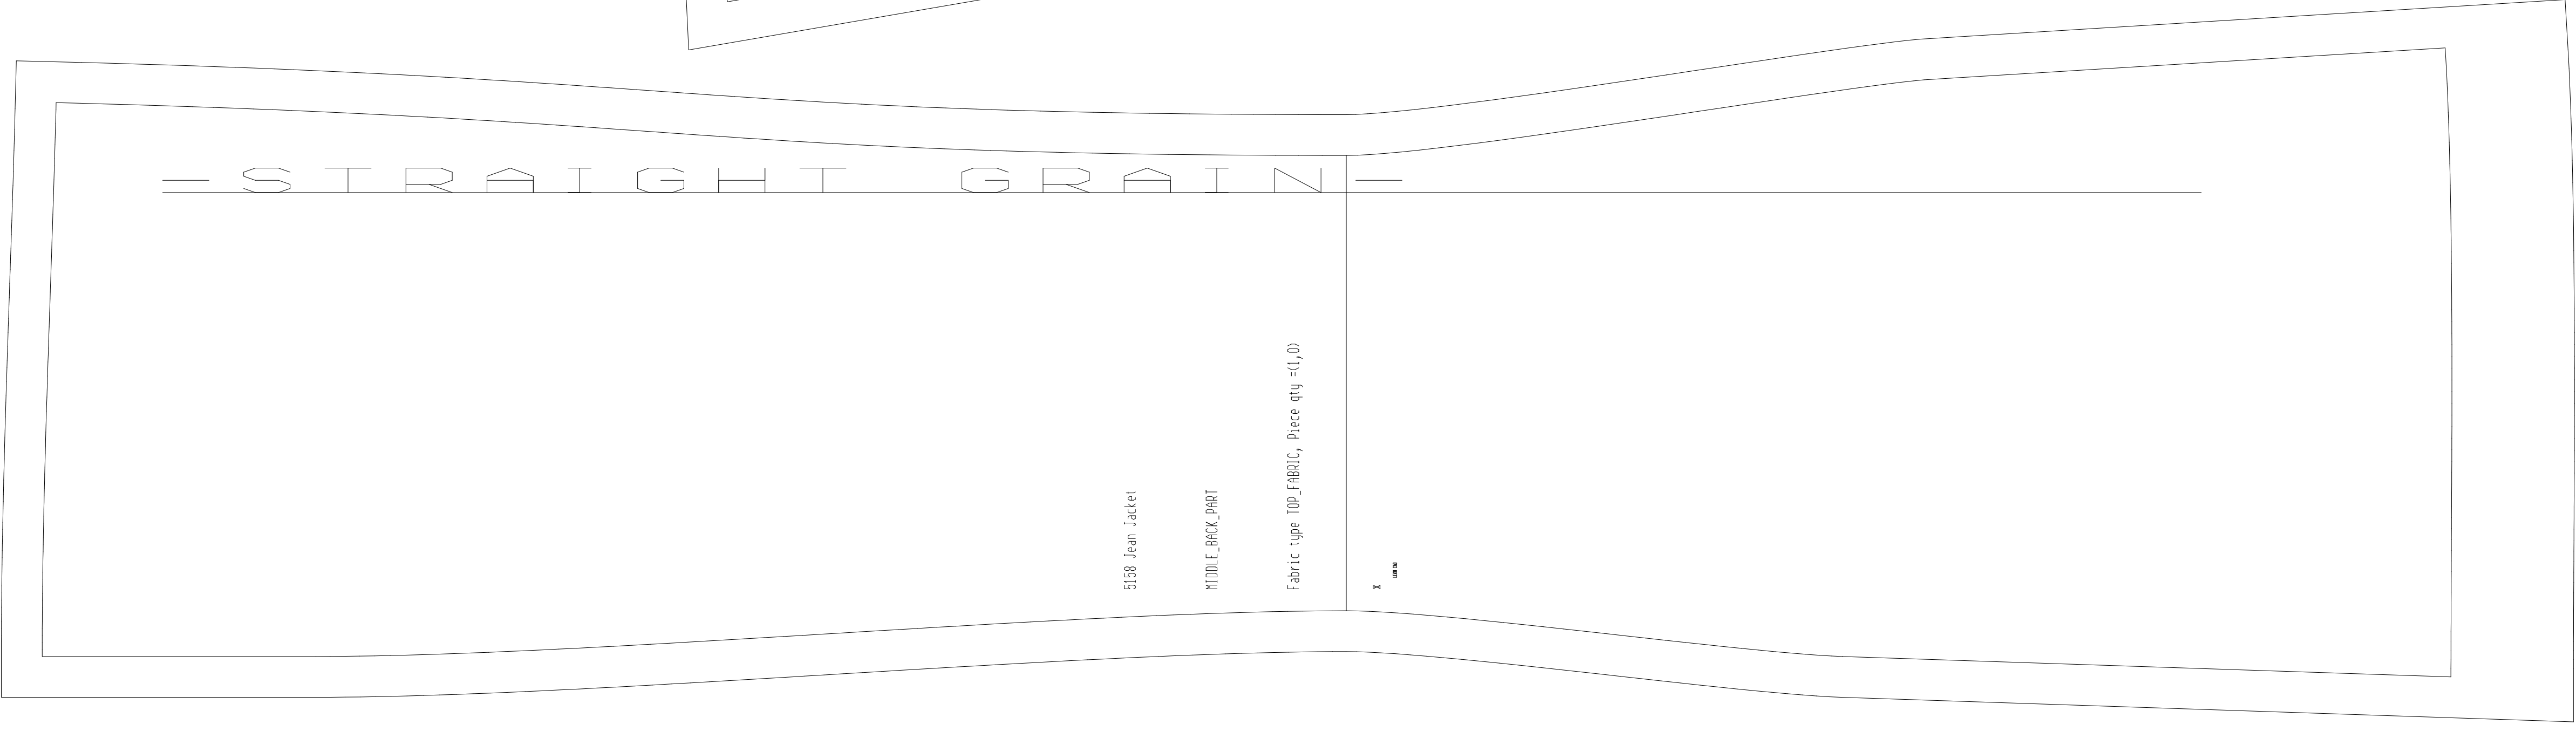 - STRAIGHT GRAIN -
5158 Jean Jacket
MIDDLE_BACK_PART
Fabric type TOP_FABRIC, Piece qty =(1,0)
X